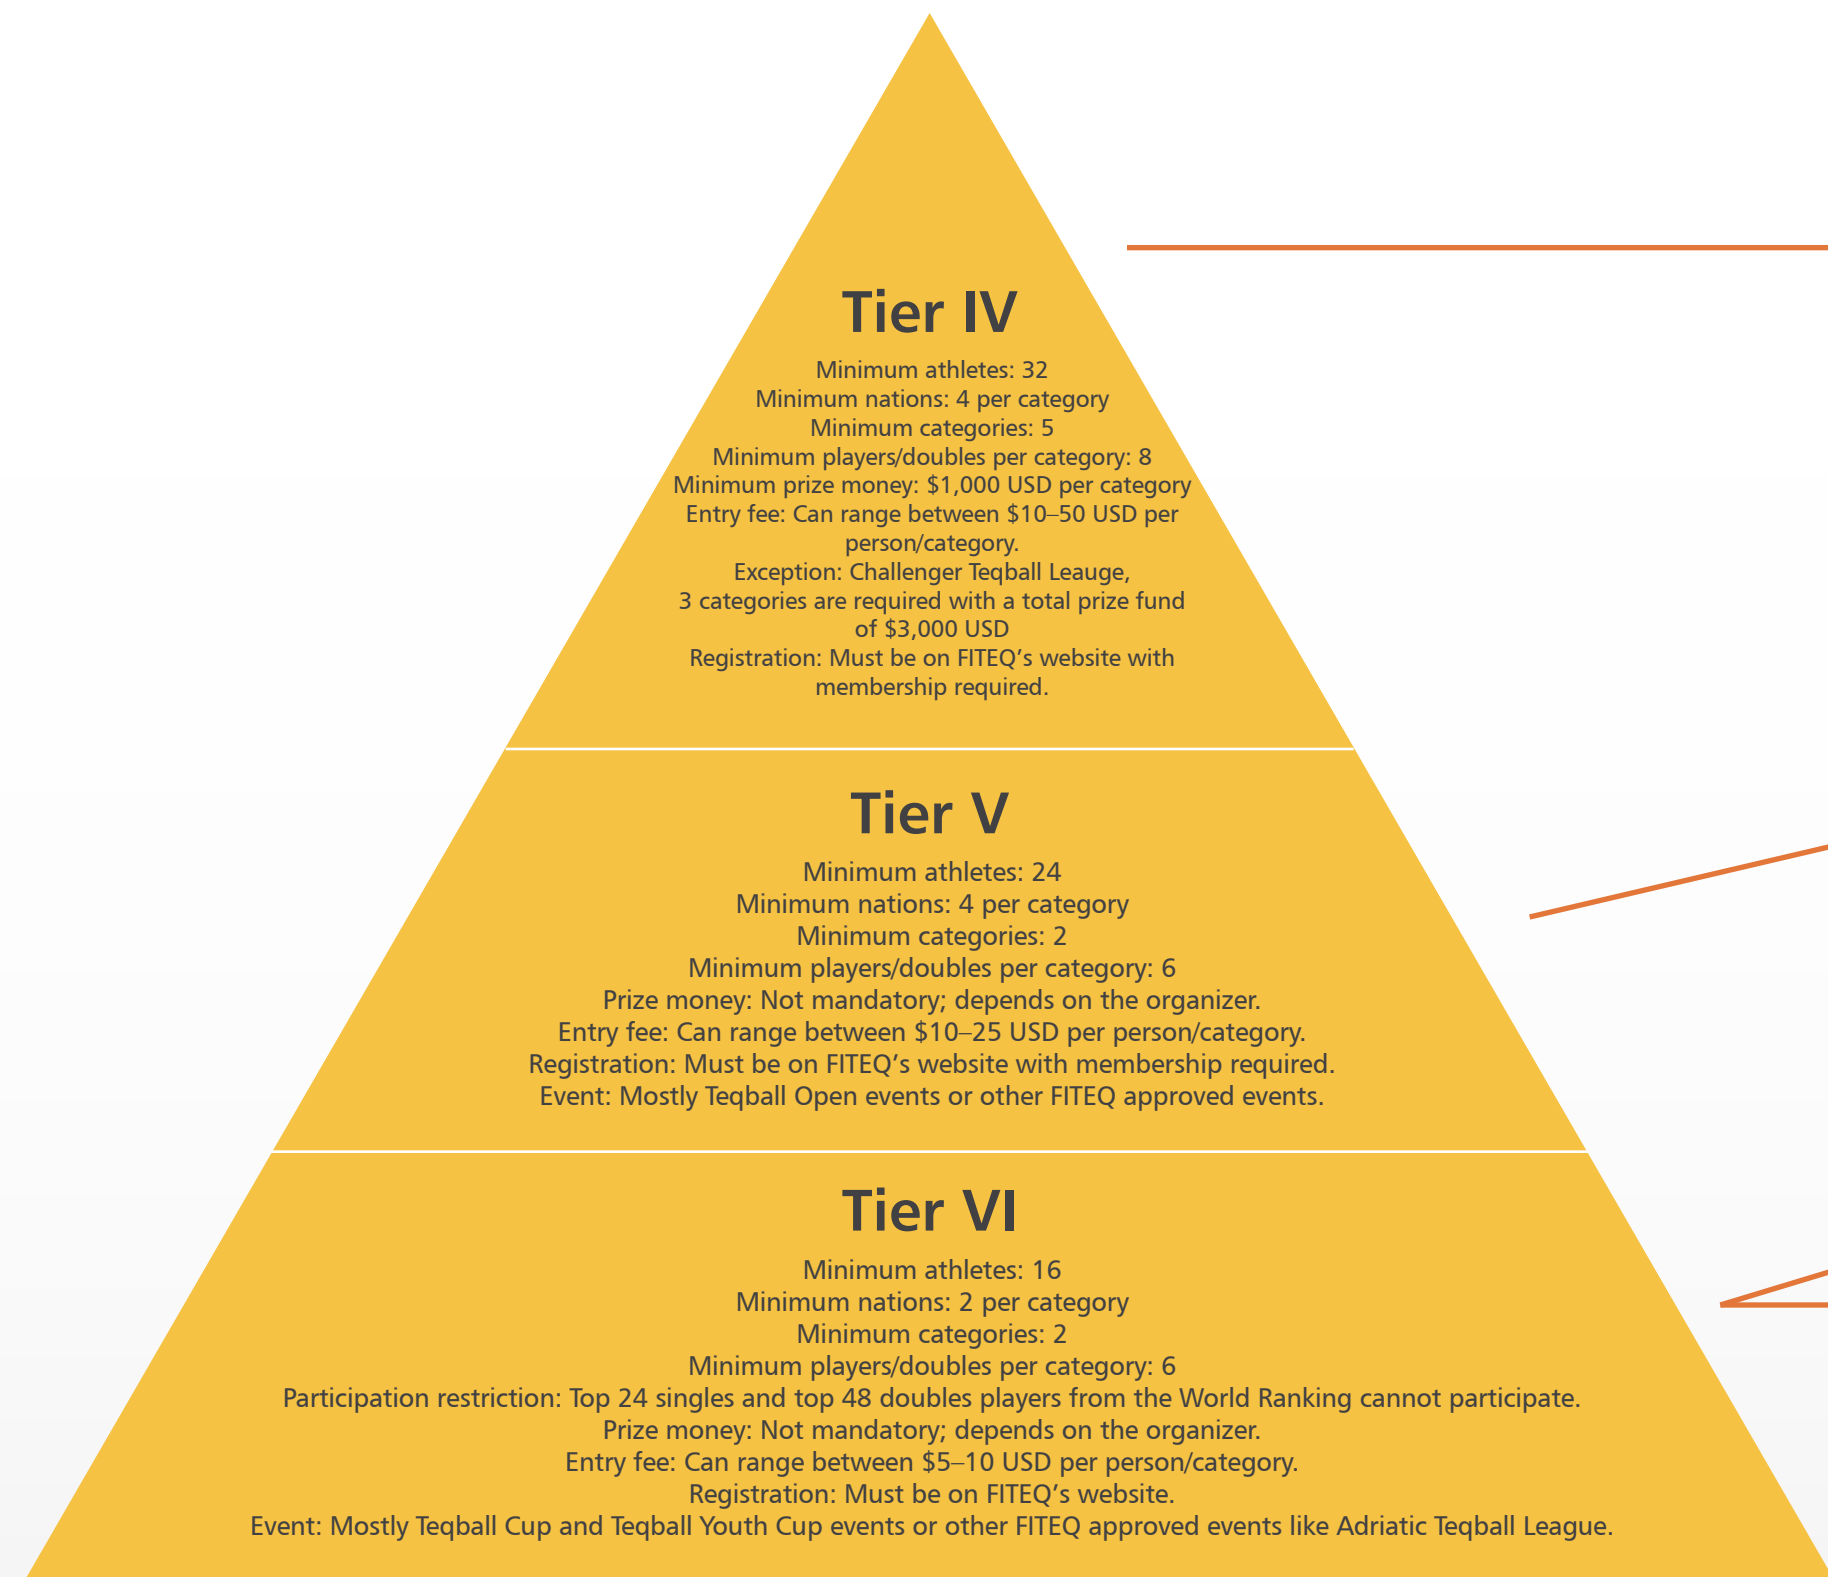 Tier IV
Minimum athletes: 32
Minimum nations: 4 per category
Minimum categories: 5
Minimum players/doubles per category: 8
Minimum prize money: $1,000 USD per category
Entry fee: Can range between $10–50 USD per
person/category.
Exception: Challenger Teqball Leauge,
3 categories are required with a total prize fund
of $3,000 USD
Registration: Must be on FITEQ’s website with
membership required.
Tier V
Minimum athletes: 24
Minimum nations: 4 per category
Minimum categories: 2
Minimum players/doubles per category: 6
Prize money: Not mandatory; depends on the organizer.
Entry fee: Can range between $10–25 USD per person/category.
Registration: Must be on FITEQ’s website with membership required.
Event: Mostly Teqball Open events or other FITEQ approved events.
Tier VI
Minimum athletes: 16
Minimum nations: 2 per category
Minimum categories: 2
Minimum players/doubles per category: 6
Participation restriction: Top 24 singles and top 48 doubles players from the World Ranking cannot participate.
Prize money: Not mandatory; depends on the organizer.
Entry fee: Can range between $5–10 USD per person/category.
Registration: Must be on FITEQ’s website.
Event: Mostly Teqball Cup and Teqball Youth Cup events or other FITEQ approved events like Adriatic Teqball League.